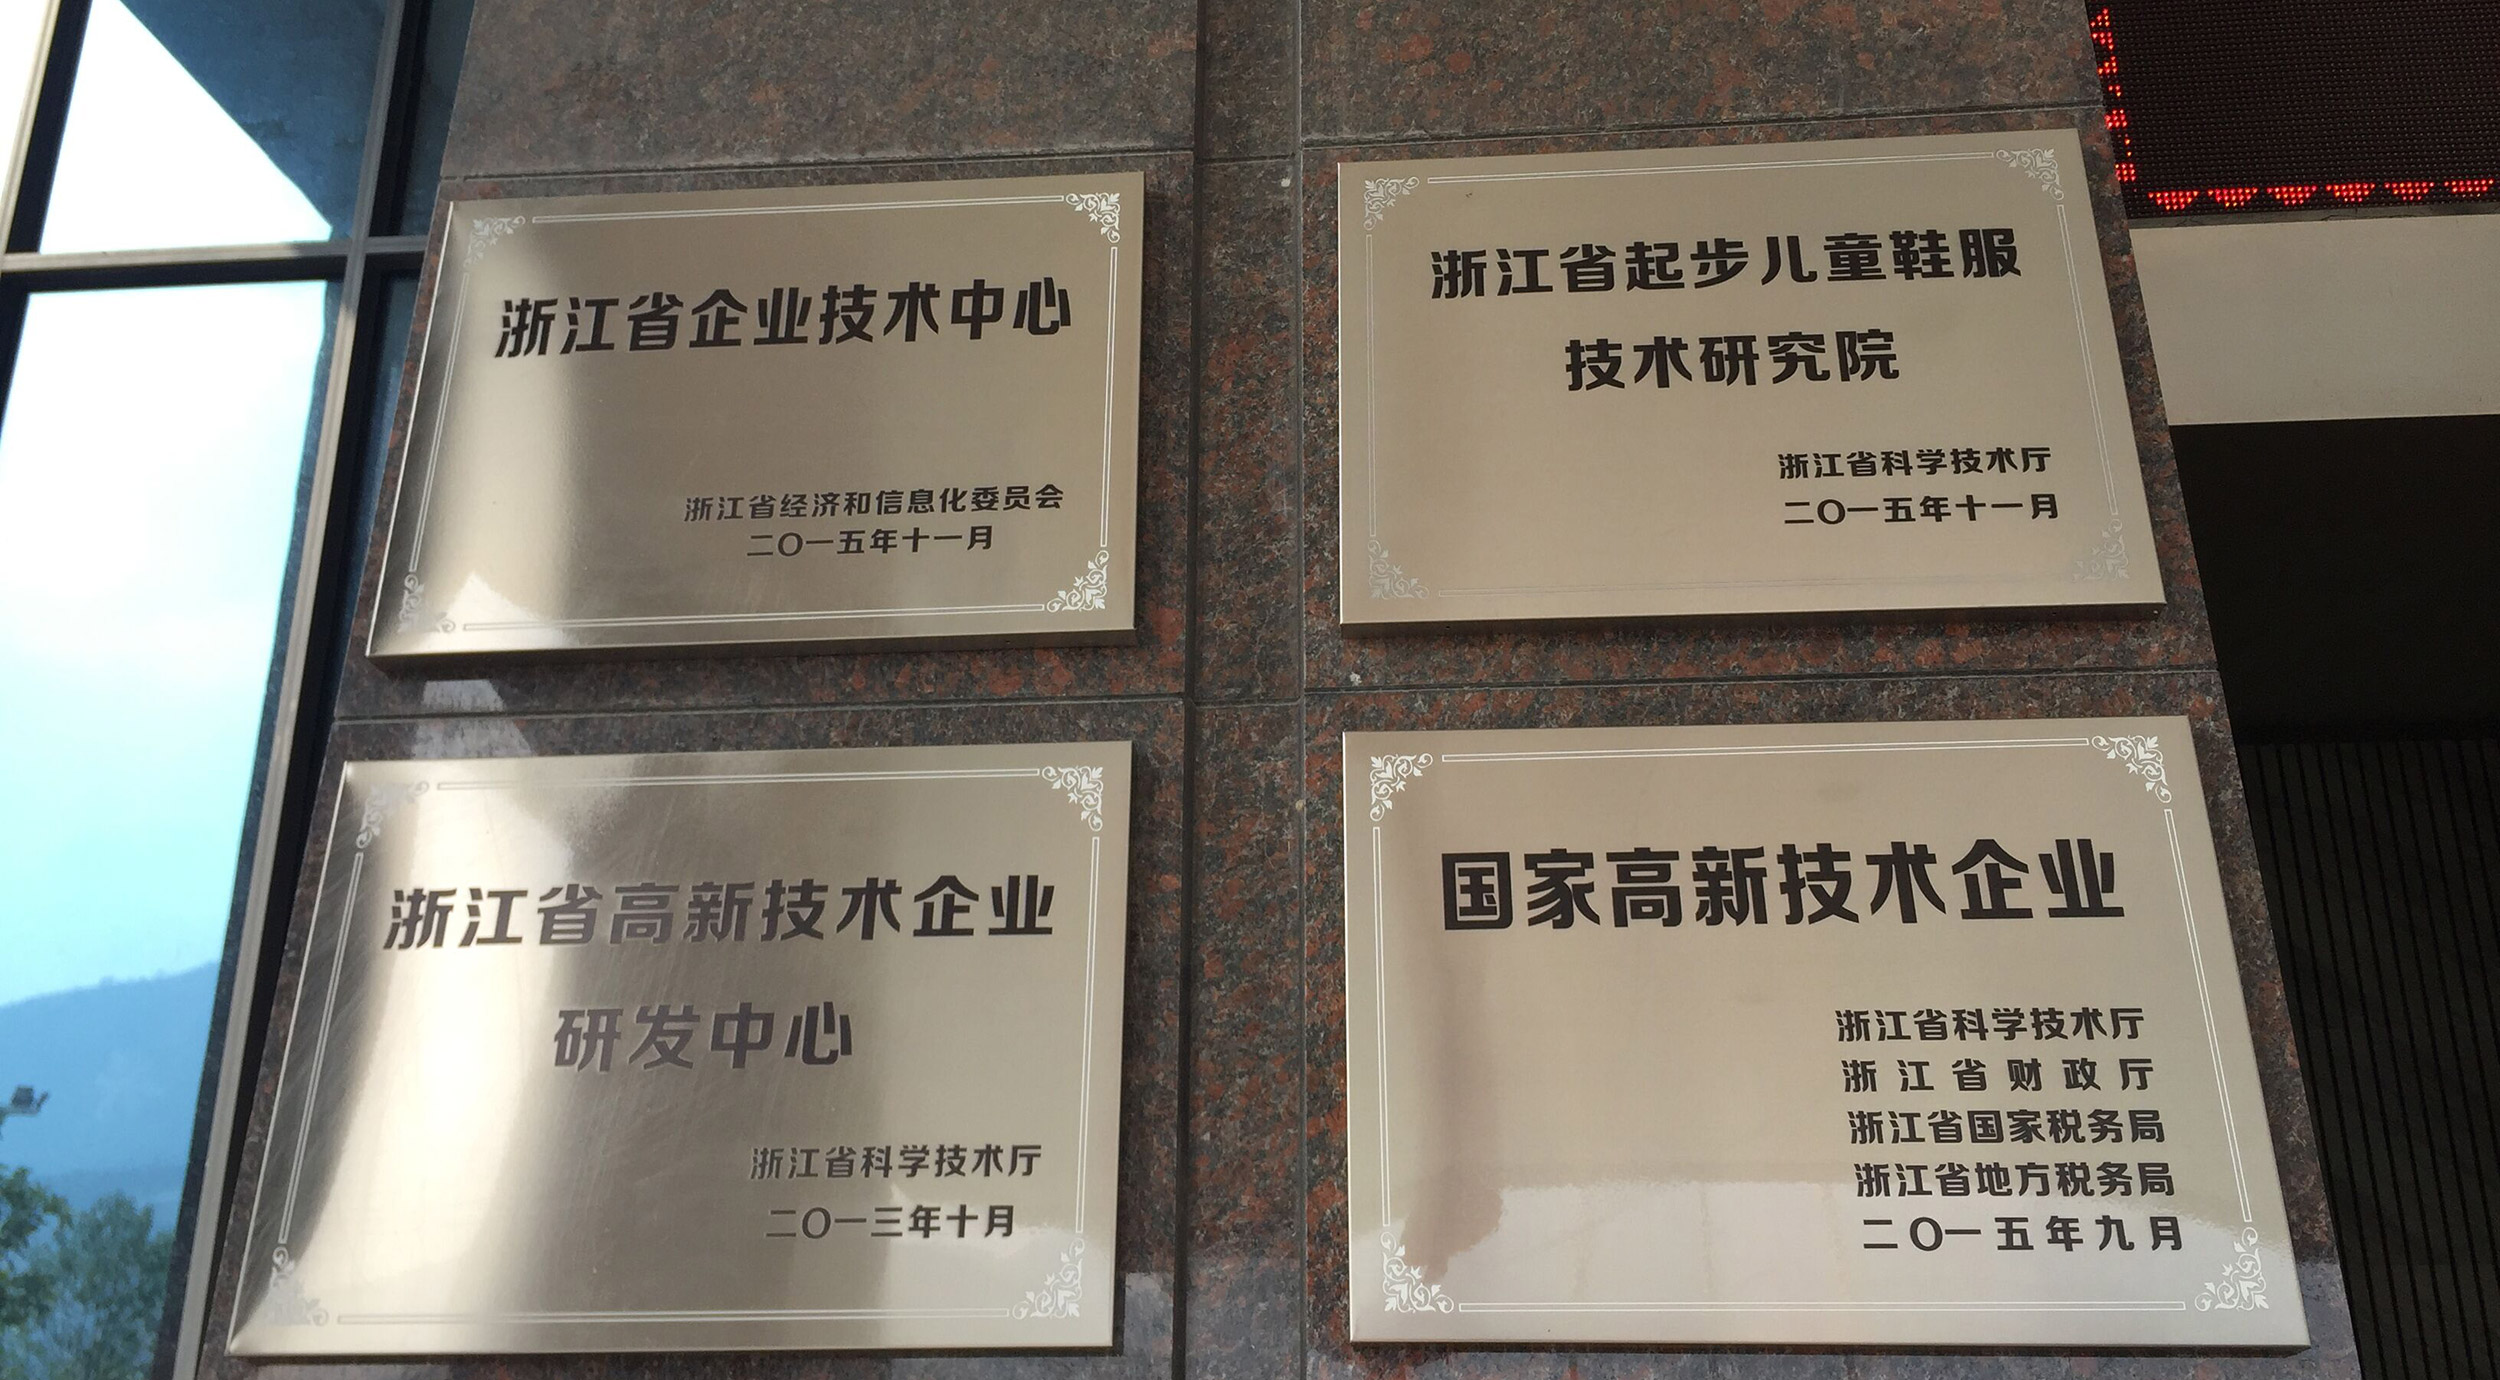 浙江省企业技术中心
浙江省经济和信息化委员会
二〇一五年十一月
浙江省起步儿童鞋服
技术研究院
浙江省科学技术厅
二〇一五年十一月
浙江省高新技术企业
研发中心
浙江省科学技术厅
二〇一三年十月
国家高新技术企业
浙江省科学技术厅
浙江省财政厅
浙江省国家税务局
浙江省地方税务局
二〇一五年九月